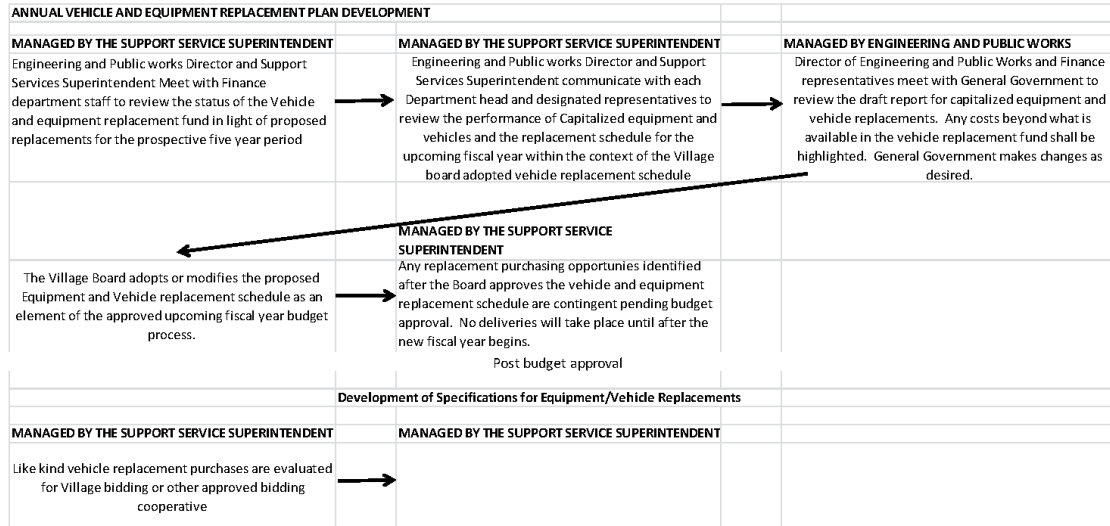 ANNUAL VEHICLE AND EQUIPMENT REPLACEMENT PLAN DEVELOPMENT
MANAGED BY THE SUPPORT SERVICE SUPERINTENDENT
Engineering and Public works Director and Support
Services Superintendent Meet with Finance
department staff to review the status of the Vehicle
and equipment replacement fund in light of proposed
replacements for the prospective five year period
MANAGED BY THE SUPPORT SERVICE SUPERINTENDENT
Engineering and Public works Director and Support
Services Superintendent communicate with each
Department head and designated representatives to
review the performance of Capitalized equipment and
vehicles and the replacement schedule for the
upcoming fiscal year within the context of the Village
board adopted vehicle replacement schedule
MANAGED BY ENGINEERING AND PUBLIC WORKS
Director of Engineering and Public Works and Finance
representatives meet with General Government to
review the draft report for capitalized equipment and
vehicle replacements. Any costs beyond what is
available in the vehicle replacement fund shall be
highlighted. General Government makes changes as
desired.
The Village Board adopts or modifies the proposed
Equipment and Vehicle replacement schedule as an
element of the approved upcoming fiscal year budget
process.
MANAGED BY THE SUPPORT SERVICE
SUPERINTENDENT
Any replacement purchasing opportunies identified
after the Board approves the vehicle and equipment
replacement schedule are contingent pending budget
approval. No deliveries will take place until after the
new fiscal year begins.
Post budget approval
Development of Specifications for Equipment/Vehicle Replacements
MANAGED BY THE SUPPORT SERVICE SUPERINTENDENT
Like kind vehicle replacement purchases are evaluated
for Village bidding or other approved bidding
cooperative
MANAGED BY THE SUPPORT SERVICE SUPERINTENDENT